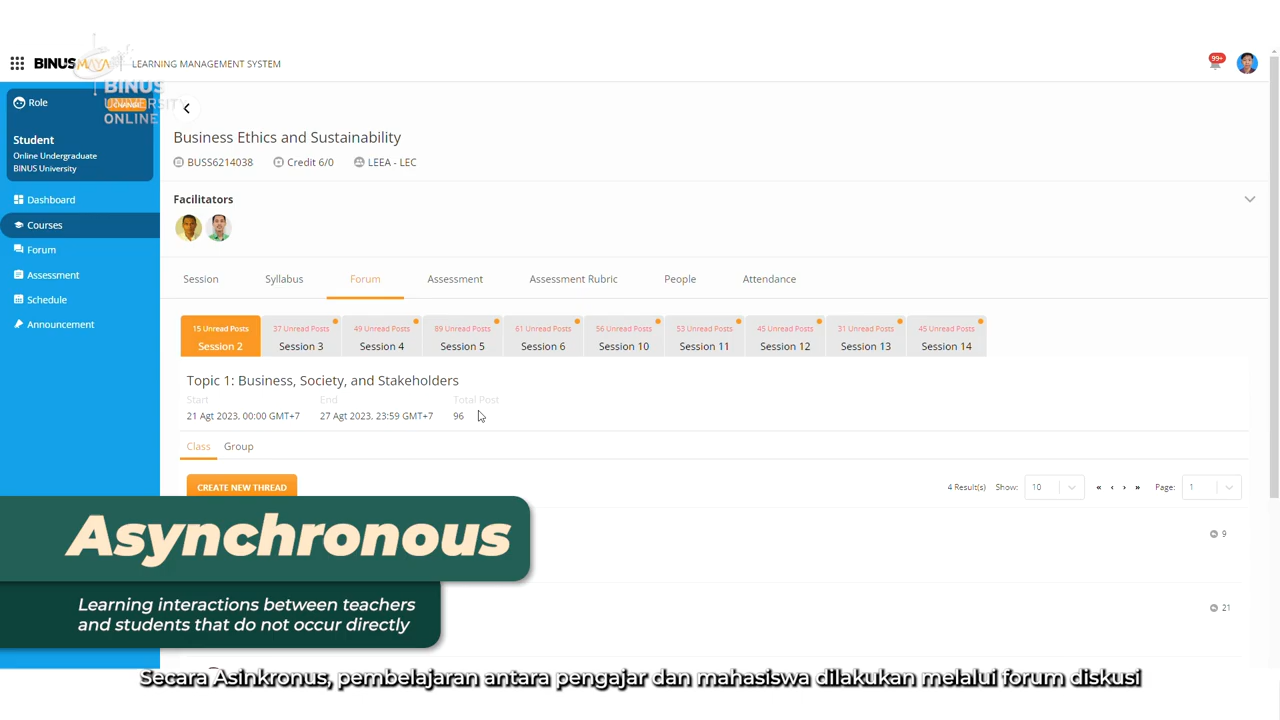 BINUSMAYA
LEARNING MANAGEMENT SYSTEM
99+
BINUS
UNIVERSITY
ONLINE
Role
CHANGE
Student
Online Undergraduate
BINUS University
Dashboard
Courses
Forum
Assessment
Schedule
Announcement
Business Ethics and Sustainability
BUSS6214038
Credit 6/0
LEEA - LEC
Facilitators
Session
Syllabus
Forum
Assessment
Assessment Rubric
People
Attendance
15 Unread Posts
Session 2
37 Unread Posts
Session 3
49 Unread Posts
Session 4
89 Unread Posts
Session 5
61 Unread Posts
Session 6
56 Unread Posts
Session 10
53 Unread Posts
Session 11
45 Unread Posts
Session 12
31 Unread Posts
Session 13
45 Unread Posts
Session 14
Topic 1: Business, Society, and Stakeholders
Start
21 Agt 2023, 00:00 GMT+7
End
27 Agt 2023, 23:59 GMT+7
Total Post
96
Class
Group
CREATE NEW THREAD
4 Result(s)
Show:
10
« ‹ › »
Page:
1
9
21
Asynchronous
Learning interactions between teachers
and students that do not occur directly
Secara Asinkronus, pembelajaran antara pengajar dan mahasiswa dilakukan melalui forum diskusi